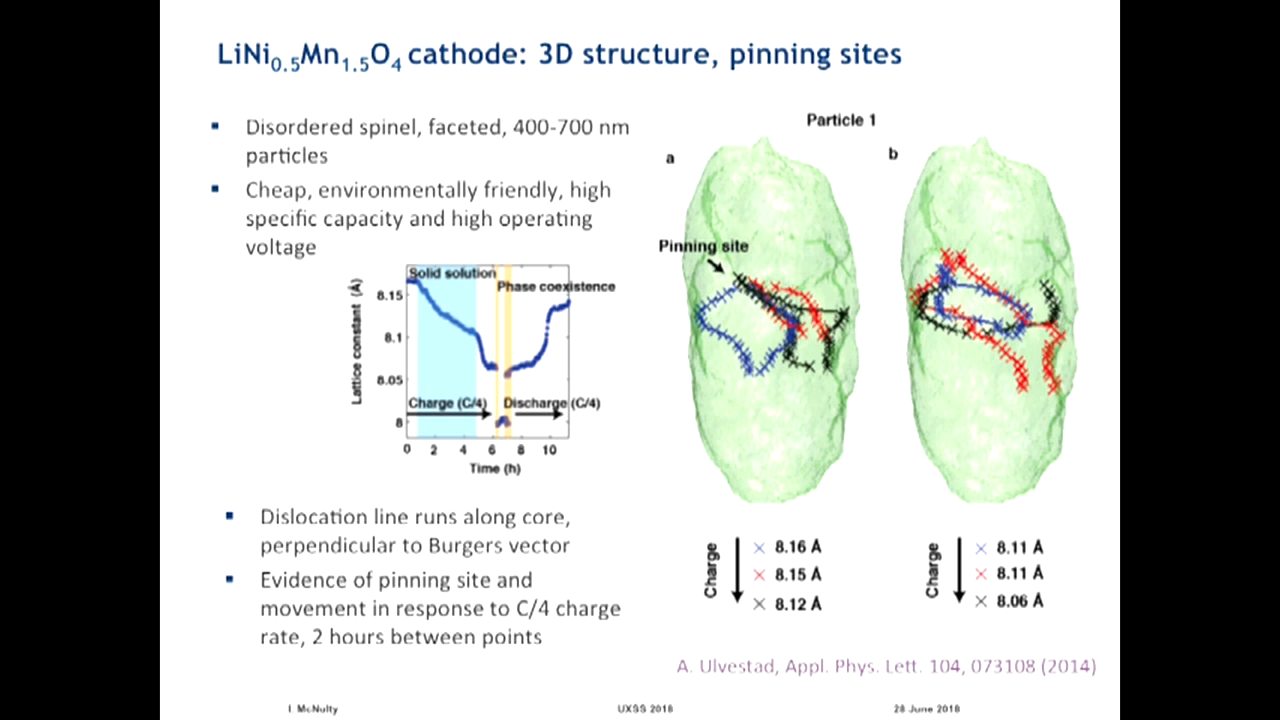 LiNi0.5Mn1.5O4 cathode: 3D structure, pinning sites
▪ Disordered spinel, faceted, 400-700 nm
particles
▪ Cheap, environmentally friendly, high
specific capacity and high operating
voltage
Solid solution
Phase coexistence
Lattice constant (Å)
8.15
8.1
8.05
8
Charge (C/4)
Discharge (C/4)
0 2 4 6 8 10
Time (h)
▪ Dislocation line runs along core,
perpendicular to Burgers vector
▪ Evidence of pinning site and
movement in response to C/4 charge
rate, 2 hours between points
Particle 1
a
b
Pinning site
Charge
× 8.16 Å
× 8.15 Å
× 8.12 Å
Charge
× 8.11 Å
× 8.11 Å
× 8.06 Å
A. Ulvestad, Appl. Phys. Lett. 104, 073108 (2014)
I. McNulty
UXSS 2018
28 June 2018